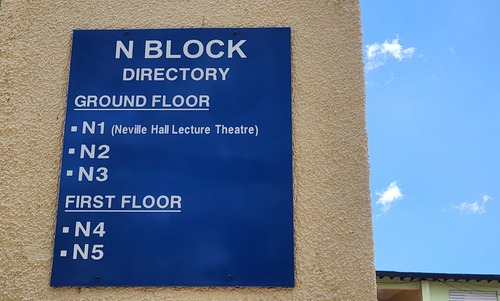 N BLOCK
DIRECTORY
GROUND FLOOR
▪ N1 (Neville Hall Lecture Theatre)
▪ N2
▪ N3
FIRST FLOOR
▪ N4
▪ N5